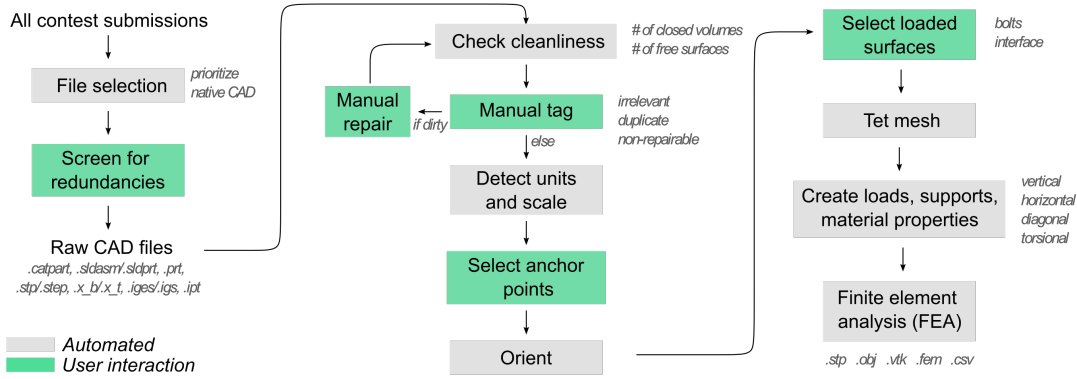 All contest submissions
File selection
prioritize
native CAD
Screen for
redundancies
Raw CAD files
.catpart, .sldasm/.sldprt, .prt,
.stp/.step, .x_b/.x_t, .iges/.igs, .ipt
Automated
User interaction
Check cleanliness
# of closed volumes
# of free surfaces
Manual
repair
if dirty
Manual tag
irrelevant
duplicate
non-repairable
else
Detect units
and scale
Select anchor
points
Orient
Select loaded
surfaces
bolts
interface
Tet mesh
Create loads, supports,
material properties
vertical
horizontal
diagonal
torsional
Finite element
analysis (FEA)
.stp .obj .vtk .fem .csv